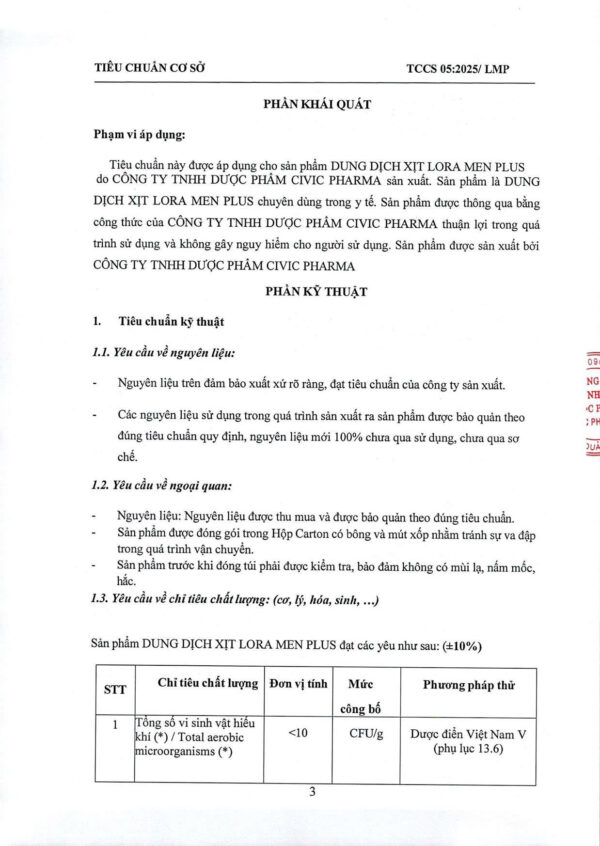 TIÊU CHUẨN CƠ SỞ TCCS 05:2025/ LMP
PHẦN KHÁI QUÁT
Phạm vi áp dụng:
Tiêu chuẩn này được áp dụng cho sản phẩm DUNG DỊCH XỊT LORA MEN PLUS
do CÔNG TY TNHH DƯỢC PHẨM CIVIC PHARMA sản xuất. Sản phẩm là DUNG
DỊCH XỊT LORA MEN PLUS chuyên dùng trong y tế. Sản phẩm được thông qua bằng
công thức của CÔNG TY TNHH DƯỢC PHẨM CIVIC PHARMA thuận lợi trong quá
trình sử dụng và không gây nguy hiểm cho người sử dụng. Sản phẩm được sản xuất bởi
CÔNG TY TNHH DƯỢC PHẨM CIVIC PHARMA
PHẦN KỸ THUẬT
1. Tiêu chuẩn kỹ thuật
1.1. Yêu cầu về nguyên liệu:
- Nguyên liệu trên đảm bảo xuất xứ rõ ràng, đạt tiêu chuẩn của công ty sản xuất.
- Các nguyên liệu sử dụng trong quá trình sản xuất ra sản phẩm được bảo quản theo
đúng tiêu chuẩn quy định, nguyên liệu mới 100% chưa qua sử dụng, chưa qua sơ
chế.
1.2. Yêu cầu về ngoại quan:
- Nguyên liệu: Nguyên liệu được thu mua và được bảo quản theo đúng tiêu chuẩn.
- Sản phẩm được đóng gói trong Hộp Carton có bông và mút xốp nhằm tránh sự va đập
trong quá trình vận chuyển.
- Sản phẩm trước khi đóng túi phải được kiểm tra, bảo đảm không có mùi lạ, nấm mốc,
hắc.
1.3. Yêu cầu về chỉ tiêu chất lượng: (cơ, lý, hóa, sinh, …)
Sản phẩm DUNG DỊCH XỊT LORA MEN PLUS đạt các yêu như sau: (±10%)
STT Chỉ tiêu chất lượng Đơn vị tính Mức công bố Phương pháp thử
1 Tổng số vi sinh vật hiếu <10 CFU/g Dược điển Việt Nam V
khí (*) / Total aerobic (phụ lục 13.6)
microorganisms (*)
3